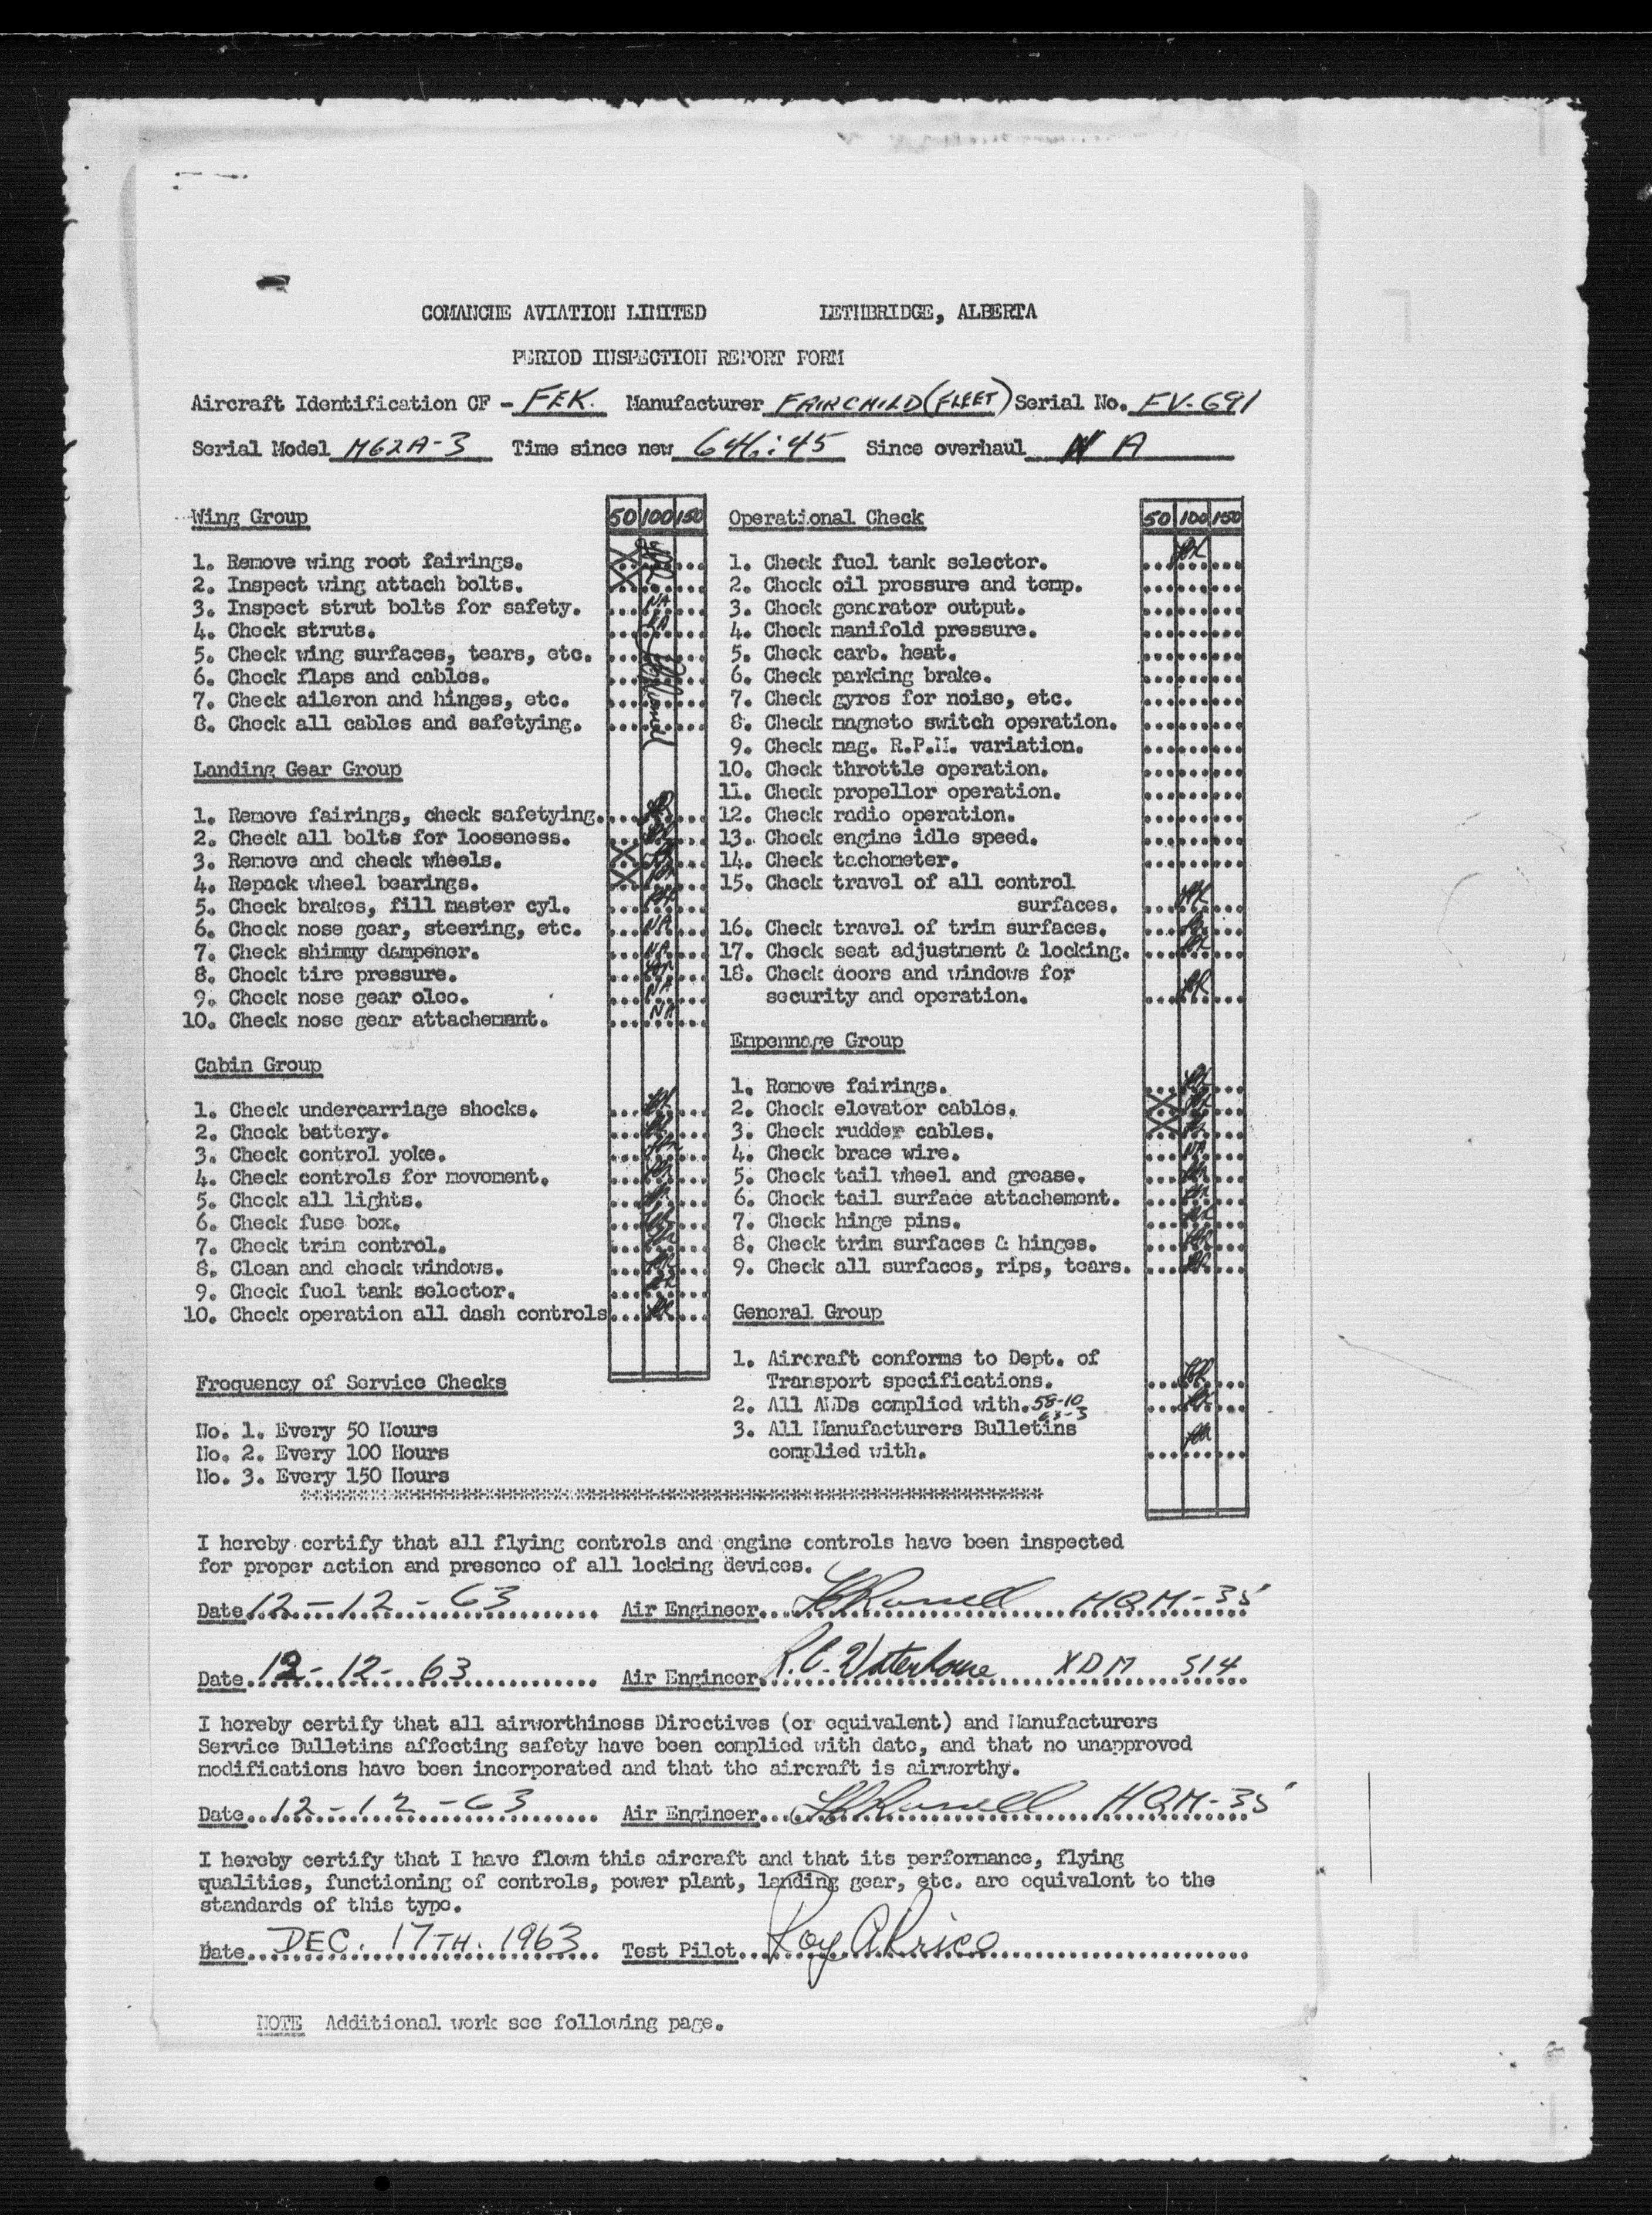 COMANCHE AVIATION LIMITED LETHBRIDGE, ALBERTA
PERIOD INSPECTION REPORT FORM
Aircraft Identification CF - FEK. Manufacturer FAIRCHILD (FLEET) Serial No. FV-691
Serial Model M62A-3 Time since new 646:45 Since overhaul N A
Wing Group 50 100 150
1. Remove wing root fairings.
2. Inspect wing attach bolts.
3. Inspect strut bolts for safety. NA
4. Check struts. NA
5. Check wing surfaces, tears, etc.
6. Check flaps and cables.
7. Check aileron and hinges, etc.
8. Check all cables and safetying.
Landing Gear Group
1. Remove fairings, check safetying.
2. Check all bolts for looseness.
3. Remove and check wheels.
4. Repack wheel bearings.
5. Check brakes, fill master cyl.
6. Check nose gear, steering, etc. NA
7. Check shimmy dampener. NA
8. Check tire pressure.
9. Check nose gear oleo. NA
10. Check nose gear attachement. NA
Cabin Group
1. Check undercarriage shocks.
2. Check battery.
3. Check control yoke.
4. Check controls for movement.
5. Check all lights.
6. Check fuse box.
7. Check trim control.
8. Clean and check windows.
9. Check fuel tank selector.
10. Check operation all dash controls
Frequency of Service Checks
No. 1. Every 50 Hours
No. 2. Every 100 Hours
No. 3. Every 150 Hours
Operational Check 50 100 150
1. Check fuel tank selector.
2. Check oil pressure and temp.
3. Check generator output.
4. Check manifold pressure.
5. Check carb. heat.
6. Check parking brake.
7. Check gyros for noise, etc.
8. Check magneto switch operation.
9. Check mag. R.P.M. variation.
10. Check throttle operation.
11. Check propellor operation.
12. Check radio operation.
13. Check engine idle speed.
14. Check tachometer.
15. Check travel of all control
surfaces.
16. Check travel of trim surfaces.
17. Check seat adjustment & locking.
18. Check doors and windows for
security and operation.
Empennage Group
1. Remove fairings.
2. Check elevator cables.
3. Check rudder cables.
4. Check brace wire. NA
5. Check tail wheel and grease.
6. Check tail surface attachement.
7. Check hinge pins.
8. Check trim surfaces & hinges.
9. Check all surfaces, rips, tears.
General Group
1. Aircraft conforms to Dept. of
Transport specifications.
2. All ADs complied with. 58-10
63-3
3. All Manufacturers Bulletins
complied with.
I hereby certify that all flying controls and engine controls have been inspected
for proper action and presence of all locking devices.
Date 12-12-63 Air Engineer HQM-35
Date 12-12-63 Air Engineer R.C. Waterhouse XDM 514
I hereby certify that all airworthiness Directives (or equivalent) and Manufacturers
Service Bulletins affecting safety have been complied with date, and that no unapproved
modifications have been incorporated and that the aircraft is airworthy.
Date 12-12-63 Air Engineer HQM-35
I hereby certify that I have flown this aircraft and that its performance, flying
qualities, functioning of controls, power plant, landing gear, etc. are equivalent to the
standards of this type.
Date DEC. 17TH. 1963 Test Pilot Roy A
NOTE Additional work see following page.